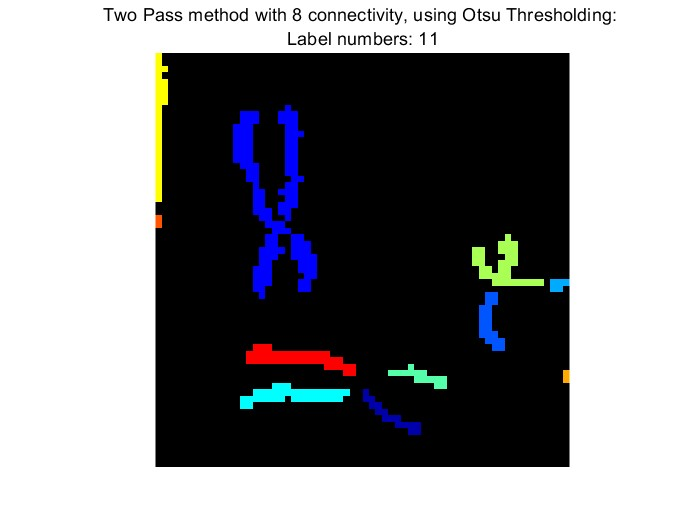 Two Pass method with 8 connectivity, using Otsu Thresholding:
Label numbers: 11